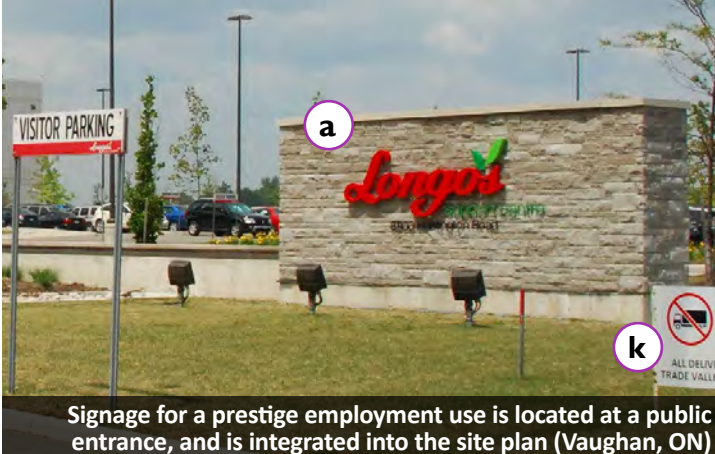 a
VISITOR PARKING
Longo's
Longo's
k
ALL DELIV
TRADE VALL
Signage for a prestige employment use is located at a public
entrance, and is integrated into the site plan (Vaughan, ON)